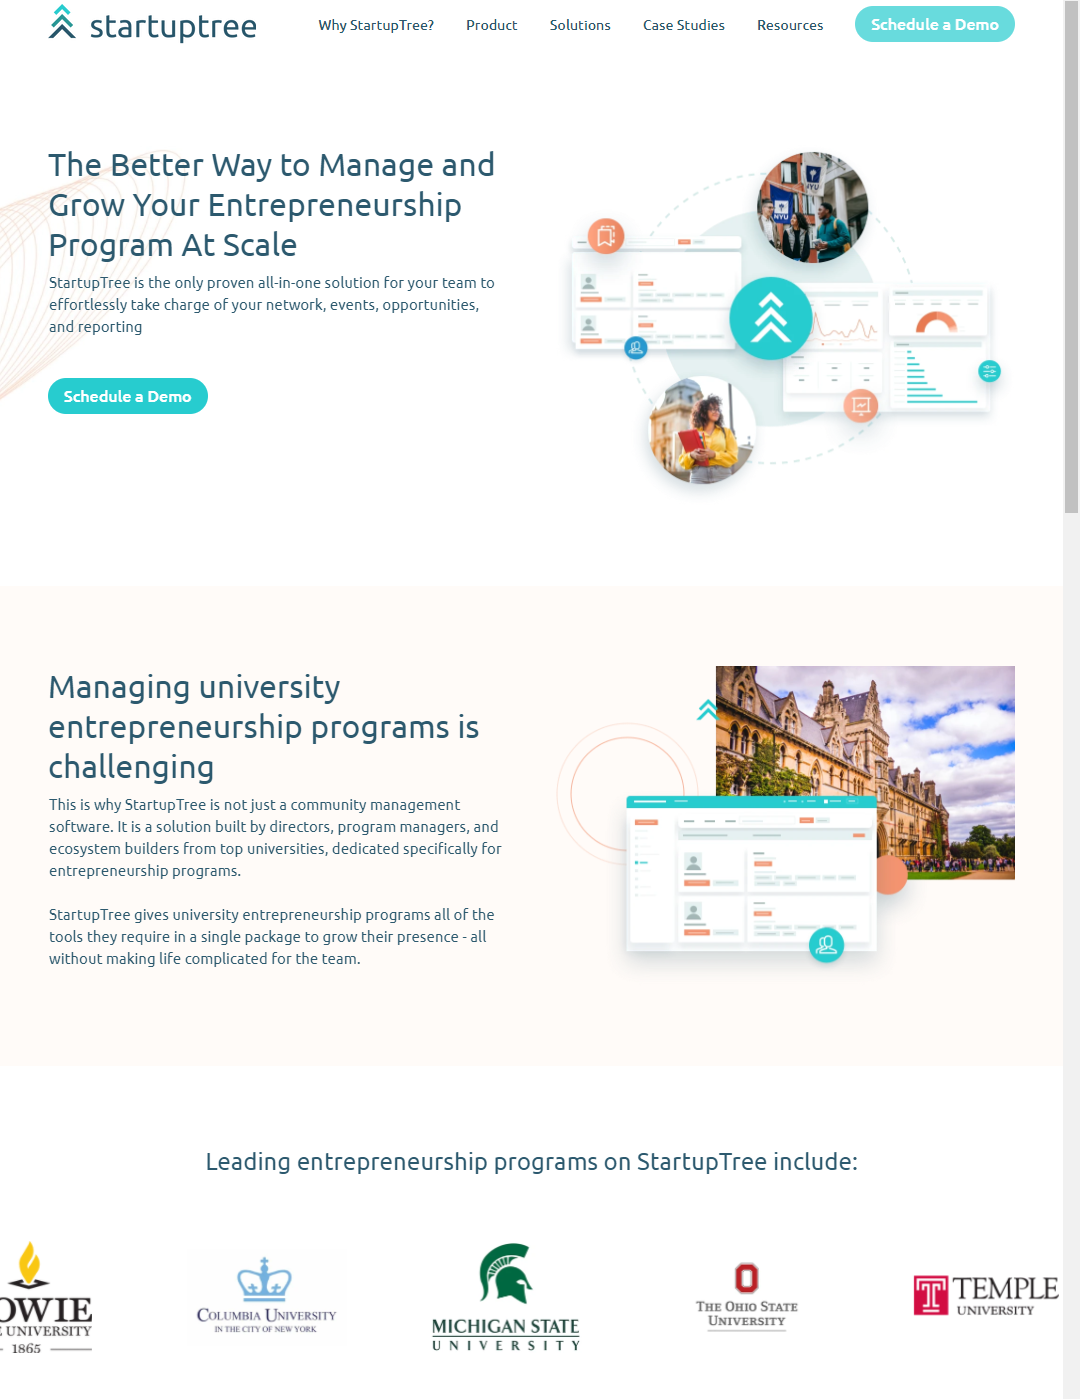 startuptree
Why StartupTree?
Product
Solutions
Case Studies
Resources
Schedule a Demo
The Better Way to Manage and
Grow Your Entrepreneurship
Program At Scale
StartupTree is the only proven all-in-one solution for your team to
effortlessly take charge of your network, events, opportunities,
and reporting
Schedule a Demo
NYU
NYU
Managing university
entrepreneurship programs is
challenging
This is why StartupTree is not just a community management
software. It is a solution built by directors, program managers, and
ecosystem builders from top universities, dedicated specifically for
entrepreneurship programs.
StartupTree gives university entrepreneurship programs all of the
tools they require in a single package to grow their presence - all
without making life complicated for the team.
Leading entrepreneurship programs on StartupTree include:
OWIE
E UNIVERSITY
1865
COLUMBIA UNIVERSITY
IN THE CITY OF NEW YORK
MICHIGAN STATE
UNIVERSITY
THE OHIO STATE
UNIVERSITY
TEMPLE
UNIVERSITY